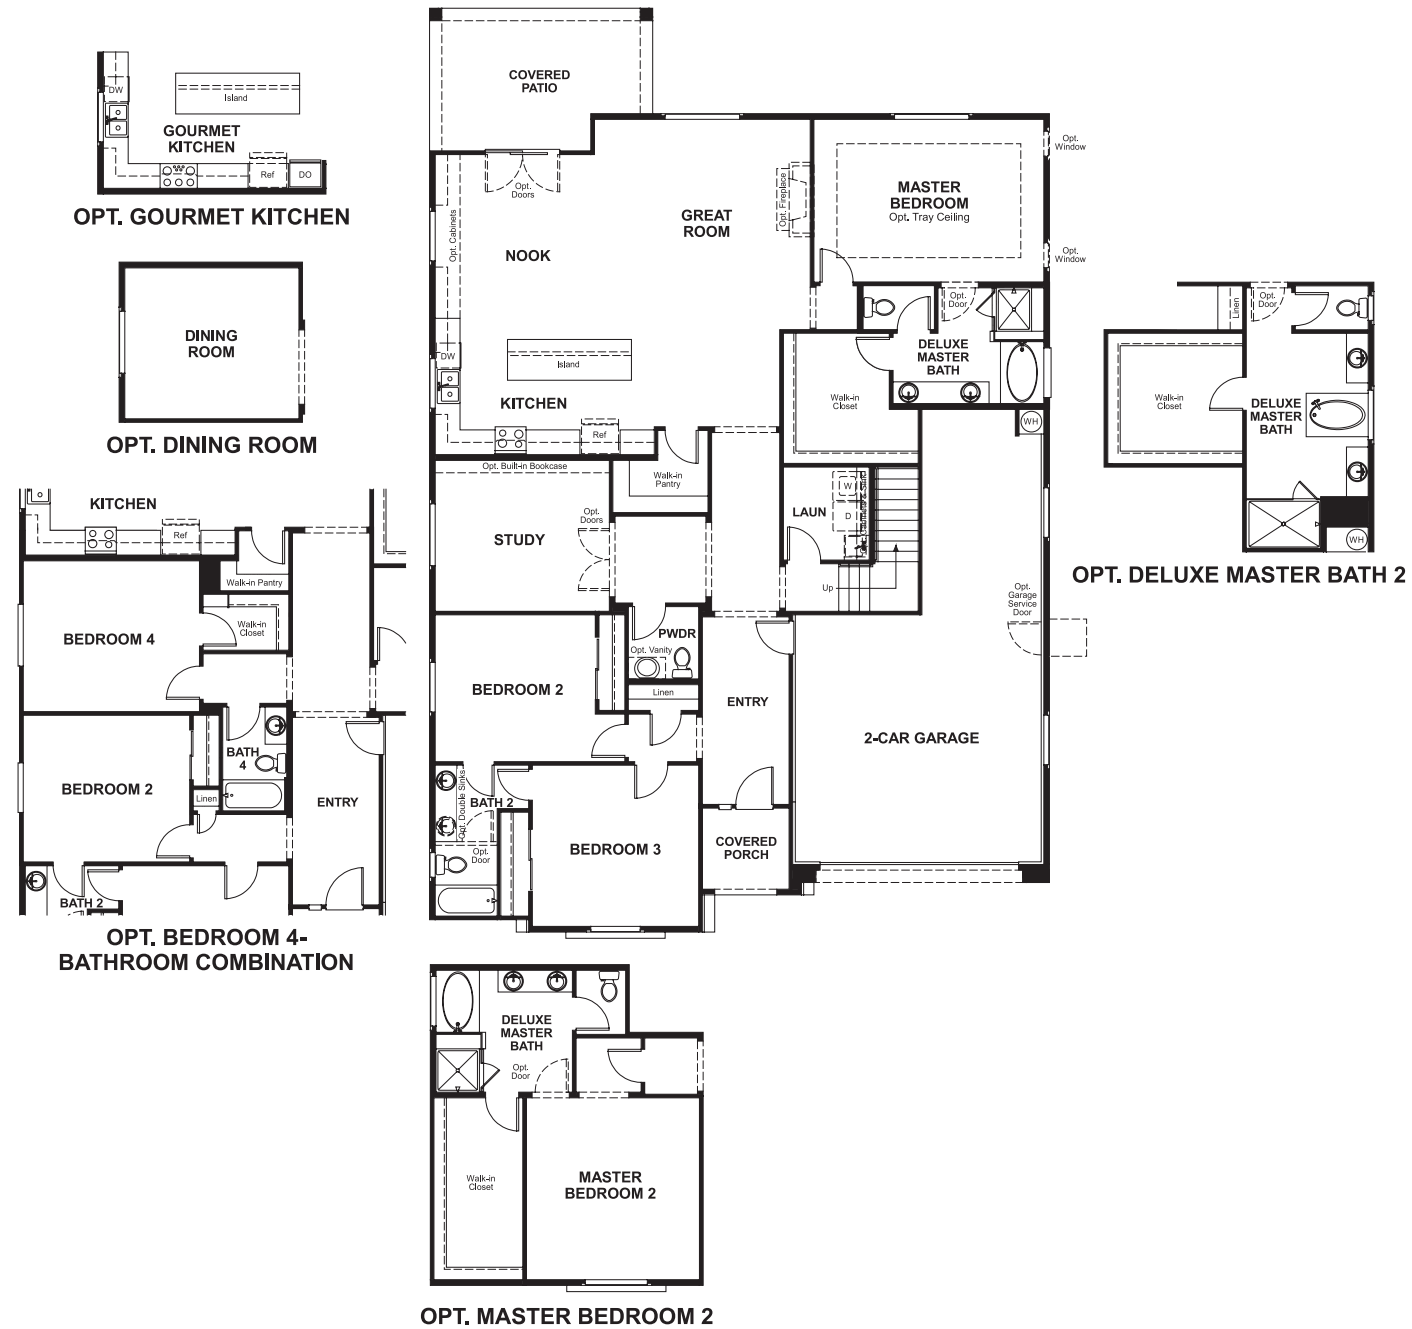 DW
Island
GOURMET
KITCHEN
Ref
DO
OPT. GOURMET KITCHEN
DINING
ROOM
OPT. DINING ROOM
KITCHEN
Ref
Walk-in Pantry
BEDROOM 4
Walk-in
Closet
BEDROOM 2
BATH
4
Linen
ENTRY
BATH 2
OPT. BEDROOM 4-
BATHROOM COMBINATION
COVERED
PATIO
Opt.
Doors
Opt. Cabinets
NOOK
GREAT
ROOM
Opt. Fireplace
MASTER
BEDROOM
Opt. Tray Ceiling
Opt.
Window
Opt.
Window
Opt.
Door
DELUXE
MASTER
BATH
Walk-in
Closet
WH
DW
Island
KITCHEN
Ref
Walk-in
Pantry
Opt. Built-in Bookcase
Opt.
Doors
STUDY
LAUN
W
D
Up
Opt.
Garage
Service
Door
PWDR
Opt. Vanity
Linen
BEDROOM 2
ENTRY
2-CAR GARAGE
Opt. Double Sinks
BATH 2
Opt.
Door
BEDROOM 3
COVERED
PORCH
Linen
Opt.
Door
Walk-in
Closet
DELUXE
MASTER
BATH
WH
OPT. DELUXE MASTER BATH 2
DELUXE
MASTER
BATH
Opt.
Door
Walk-in
Closet
MASTER
BEDROOM 2
OPT. MASTER BEDROOM 2